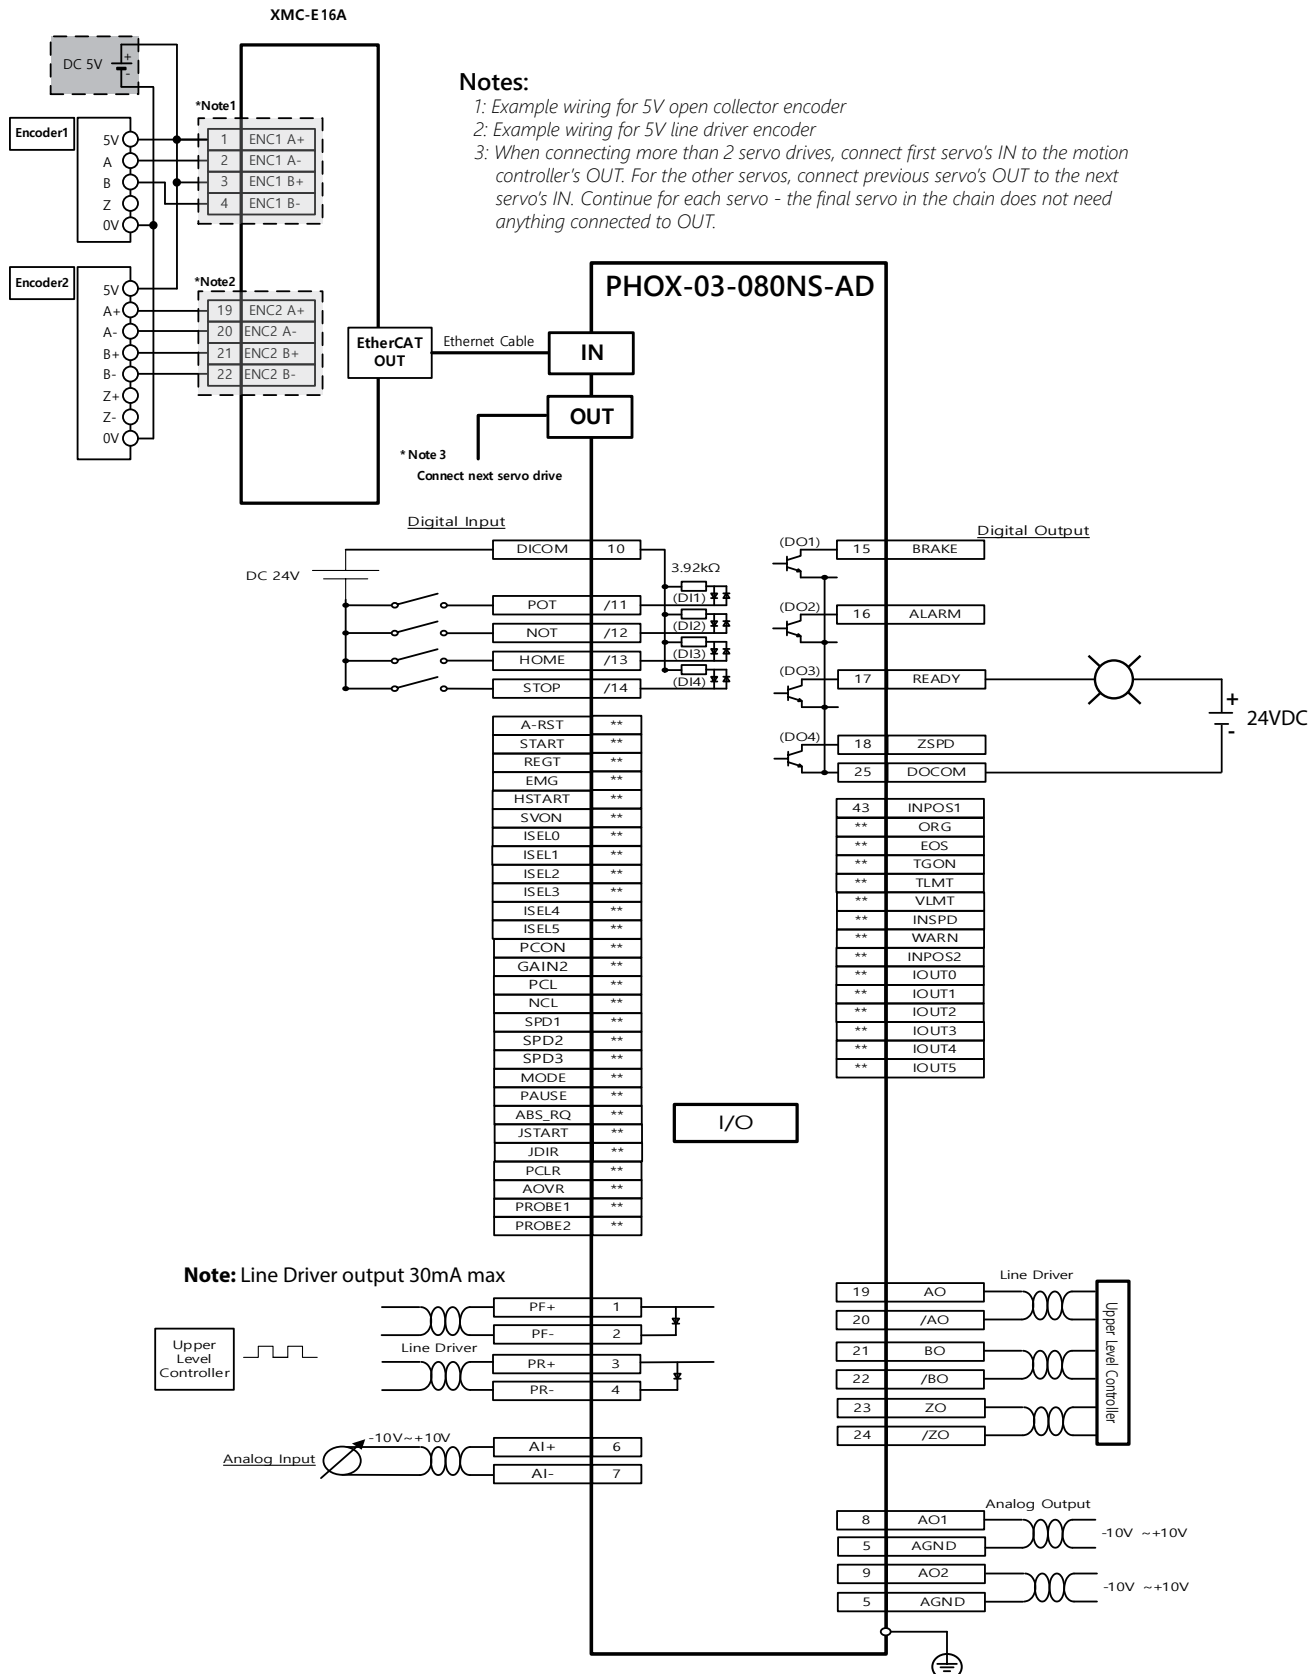 XMC-E16A
DC 5V
+
-
*Note1
Encoder1
5V
A
B
Z
0V
1 ENC1 A+
2 ENC1 A-
3 ENC1 B+
4 ENC1 B-
Notes:
1: Example wiring for 5V open collector encoder
2: Example wiring for 5V line driver encoder
3: When connecting more than 2 servo drives, connect first servo's IN to the motion
controller's OUT. For the other servos, connect previous servo's OUT to the next
servo's IN. Continue for each servo - the final servo in the chain does not need
anything connected to OUT.
Encoder2
*Note2
5V
A+
A-
B+
B-
Z+
Z-
0V
19 ENC2 A+
20 ENC2 A-
21 ENC2 B+
22 ENC2 B-
EtherCAT
OUT
Ethernet Cable
PHOX-03-080NS-AD
IN
OUT
* Note 3
Connect next servo drive
Digital Input
DC 24V
DICOM 10
POT /11
NOT /12
HOME /13
STOP /14
3.92kΩ
(DI1)
(DI2)
(DI3)
(DI4)
A-RST **
START **
REGT **
EMG **
HSTART **
SVON **
ISEL0 **
ISEL1 **
ISEL2 **
ISEL3 **
ISEL4 **
ISEL5 **
PCON **
GAIN2 **
PCL **
NCL **
SPD1 **
SPD2 **
SPD3 **
MODE **
PAUSE **
ABS_RQ **
JSTART **
JDIR **
PCLR **
AOVR **
PROBE1 **
PROBE2 **
Digital Output
(DO1)
15 BRAKE
(DO2)
16 ALARM
(DO3)
17 READY
(DO4)
18 ZSPD
25 DOCOM
+
-
24VDC
43 INPOS1
** ORG
** EOS
** TGON
** TLMT
** VLMT
** INSPD
** WARN
** INPOS2
** IOUT0
** IOUT1
** IOUT2
** IOUT3
** IOUT4
** IOUT5
I/O
Note: Line Driver output 30mA max
Upper
Level
Controller
PF+ 1
PF- 2
Line Driver
PR+ 3
PR- 4
Analog Input
-10V~+10V
AI+ 6
AI- 7
Line Driver
19 AO
20 /AO
21 BO
22 /BO
23 ZO
24 /ZO
Upper Level Controller
Analog Output
8 AO1
5 AGND
-10V ~+10V
9 AO2
5 AGND
-10V ~+10V